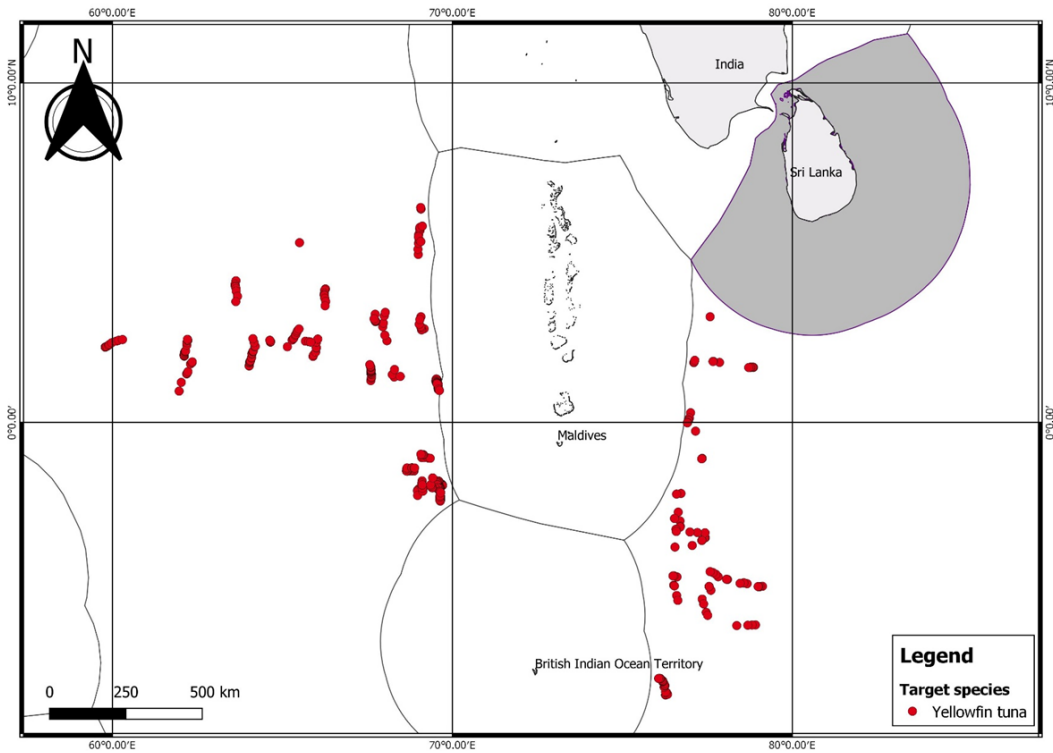 60°0.00'E 70°0.00'E 80°0.00'E
N
10°0.00'N
10°0.00'N
India
Sri Lanka
0°0.00'
0°0.00'
Maldives
British Indian Ocean Territory
0 250 500 km
Legend
Target species
Yellowfin tuna
60°0.00'E 70°0.00'E 80°0.00'E